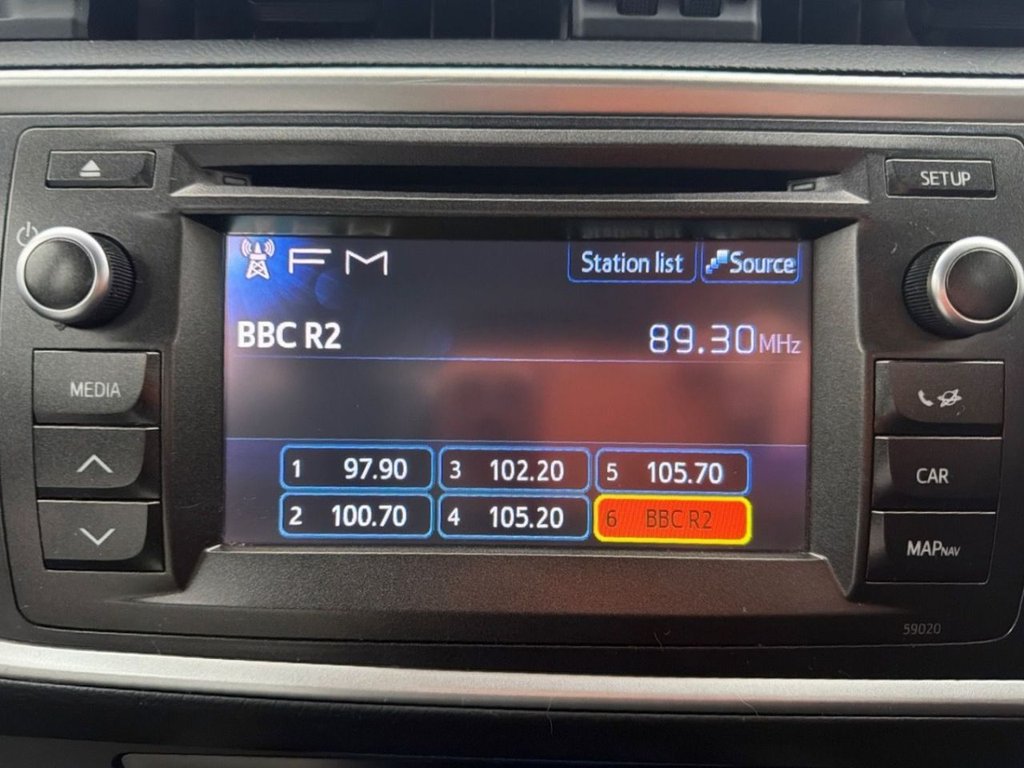 SETUP
FM Station list Source
BBC R2 89.30MHz
MEDIA
1 97.90 3 102.20 5 105.70
CAR
2 100.70 4 105.20 6 BBC R2
MAPNAV
59020